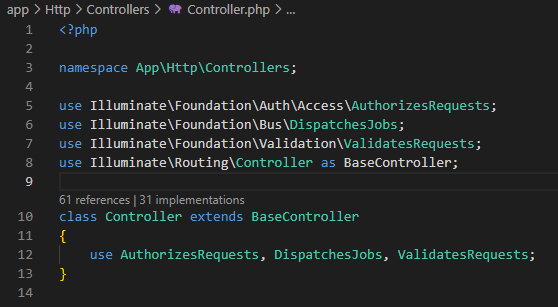 app > Http > Controllers > Controller.php > ...
1 <?php
2
3 namespace App\Http\Controllers;
4
5 use Illuminate\Foundation\Auth\Access\AuthorizesRequests;
6 use Illuminate\Foundation\Bus\DispatchesJobs;
7 use Illuminate\Foundation\Validation\ValidatesRequests;
8 use Illuminate\Routing\Controller as BaseController;
9
61 references | 31 implementations
10 class Controller extends BaseController
11 {
12     use AuthorizesRequests, DispatchesJobs, ValidatesRequests;
13 }
14